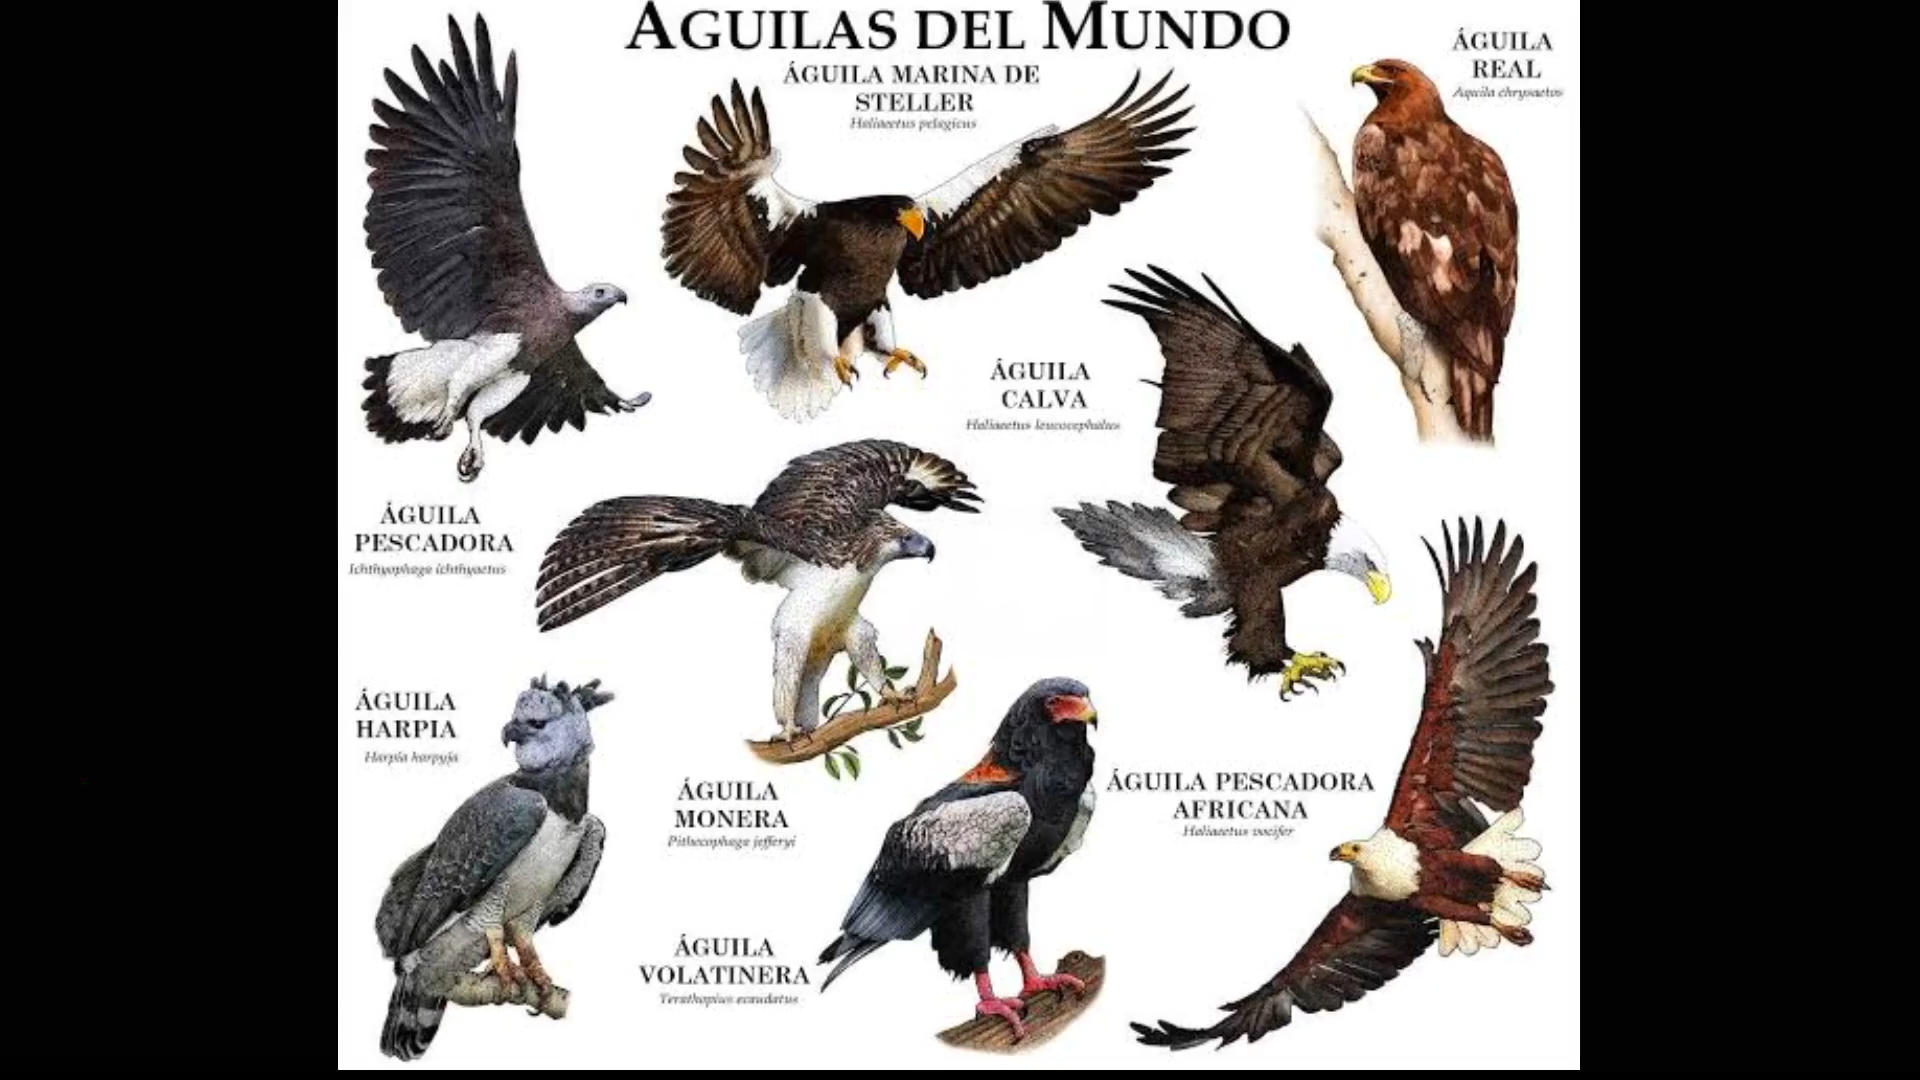 AGUILAS DEL MUNDO
ÁGUILA MARINA DE
STELLER
Haliaeetus pelagicus
ÁGUILA
REAL
Aquila chrysaetos
ÁGUILA
CALVA
Haliaeetus leucocephalus
ÁGUILA
PESCADORA
Ichthyophaga ichthyaetus
ÁGUILA
HARPIA
Harpia harpyja
ÁGUILA
MONERA
Pithecophaga jefferyi
ÁGUILA PESCADORA
AFRICANA
Haliaeetus vocifer
ÁGUILA
VOLATINERA
Terathopius ecaudatus